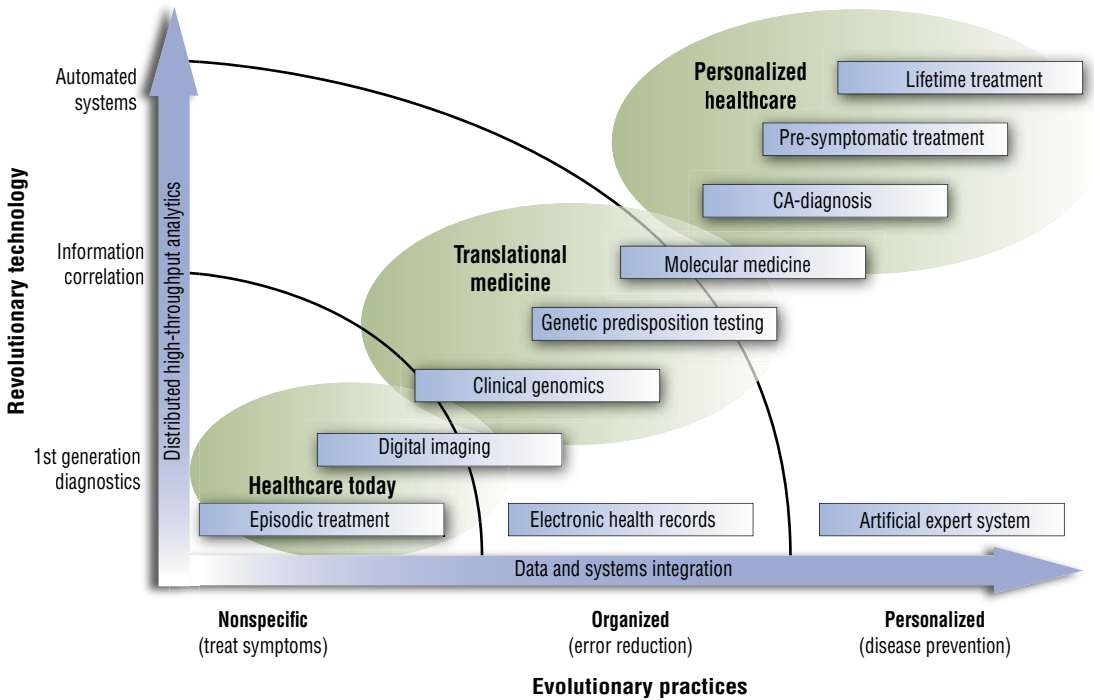 Automated
systems
Information
correlation
1st generation
diagnostics
Revolutionary technology
Distributed high-throughput analytics
Personalized
healthcare
Lifetime treatment
Pre-symptomatic treatment
CA-diagnosis
Translational
medicine
Molecular medicine
Genetic predisposition testing
Clinical genomics
Digital imaging
Healthcare today
Episodic treatment
Electronic health records
Artificial expert system
Data and systems integration
Nonspecific
(treat symptoms)
Organized
(error reduction)
Personalized
(disease prevention)
Evolutionary practices